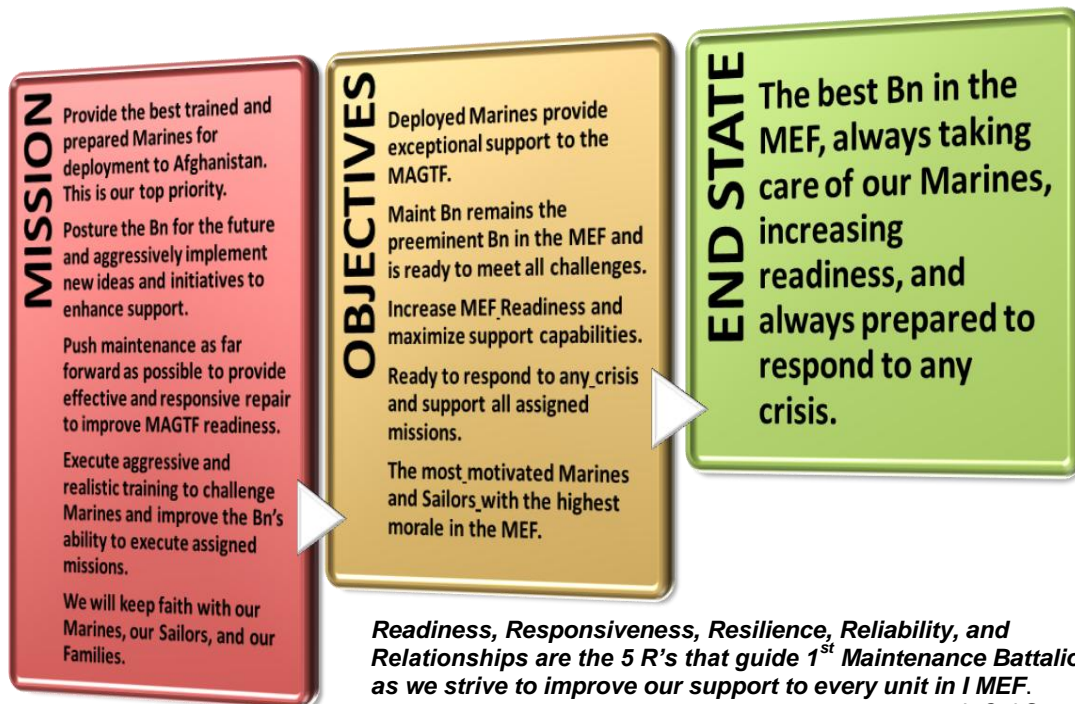 MISSION
Provide the best trained and
prepared Marines for
deployment to Afghanistan.
This is our top priority.
Posture the Bn for the future
and aggressively implement
new ideas and initiatives to
enhance support.
Push maintenance as far
forward as possible to provide
effective and responsive repair
to improve MAGTF readiness.
Execute aggressive and
realistic training to challenge
Marines and improve the Bn's
ability to execute assigned
missions.
We will keep faith with our
Marines, our Sailors, and our
Families.
OBJECTIVES
Deployed Marines provide
exceptional support to the
MAGTF.
Maint Bn remains the
preeminent Bn in the MEF and
is ready to meet all challenges.
Increase MEF_Readiness and
maximize support capabilities.
Ready to respond to any_crisis
and support all assigned
missions.
The most_motivated Marines
and Sailors_with the highest
morale in the MEF.
END STATE
The best Bn in the
MEF, always taking
care of our Marines,
increasing
readiness, and
always prepared to
respond to any
crisis.
Readiness, Responsiveness, Resilience, Reliability, and
Relationships are the 5 R's that guide 1st Maintenance Battalio
as we strive to improve our support to every unit in I MEF.